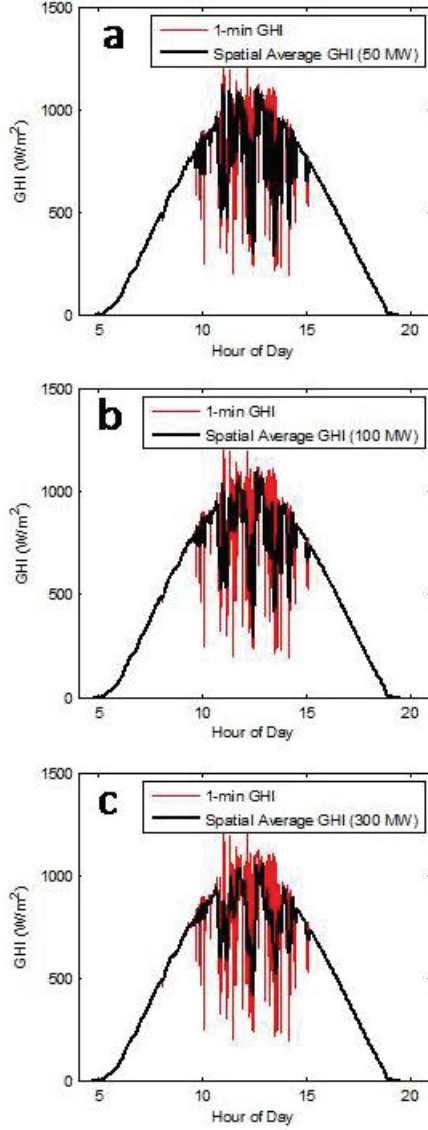 a
1-min GHI
Spatial Average GHI (50 MW)
1500
1000
500
0
GHI (W/m²)
5 10 15 20
Hour of Day
b
1-min GHI
Spatial Average GHI (100 MW)
1500
1000
500
0
GHI (W/m²)
5 10 15 20
Hour of Day
c
1-min GHI
Spatial Average GHI (300 MW)
1500
1000
500
0
GHI (W/m²)
5 10 15 20
Hour of Day